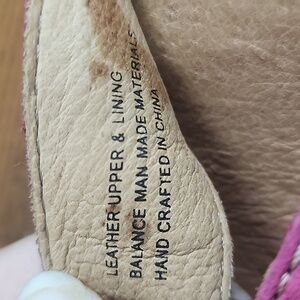 LEATHER UPPER & LINING
BALANCE MAN MADE MATERIALS
HAND CRAFTED IN CHINA